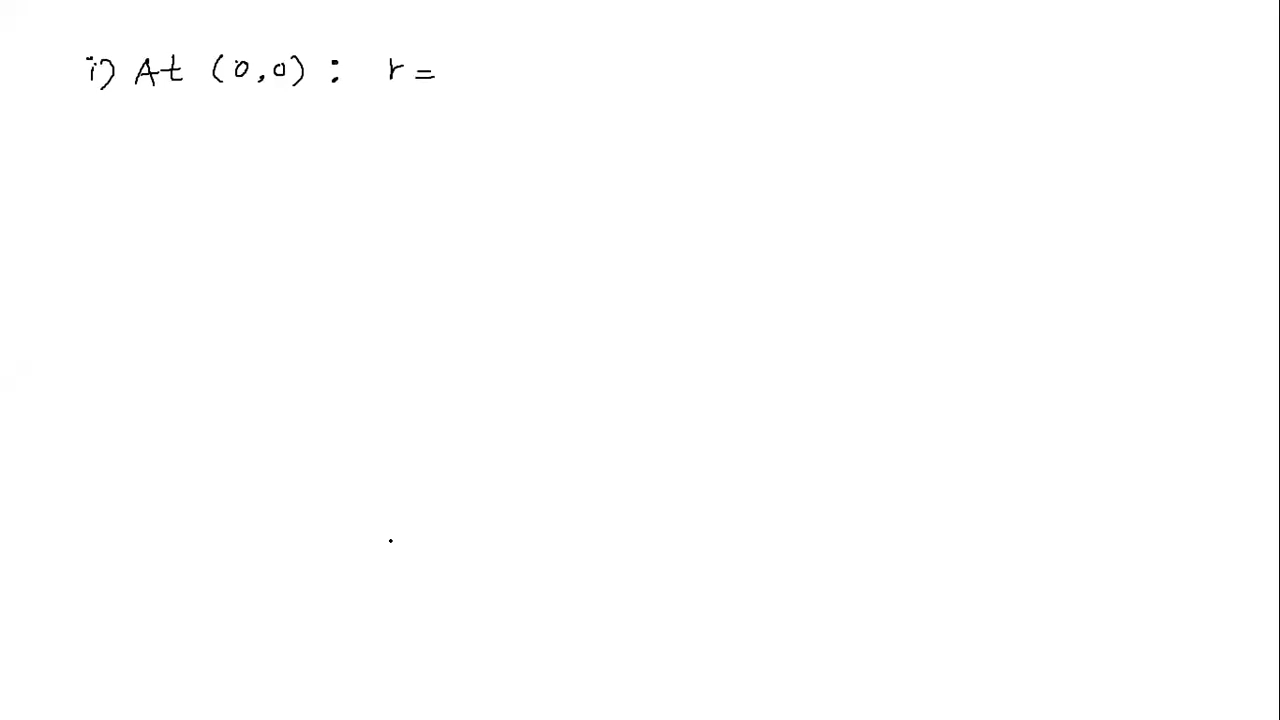 i) At (0,0) : r =